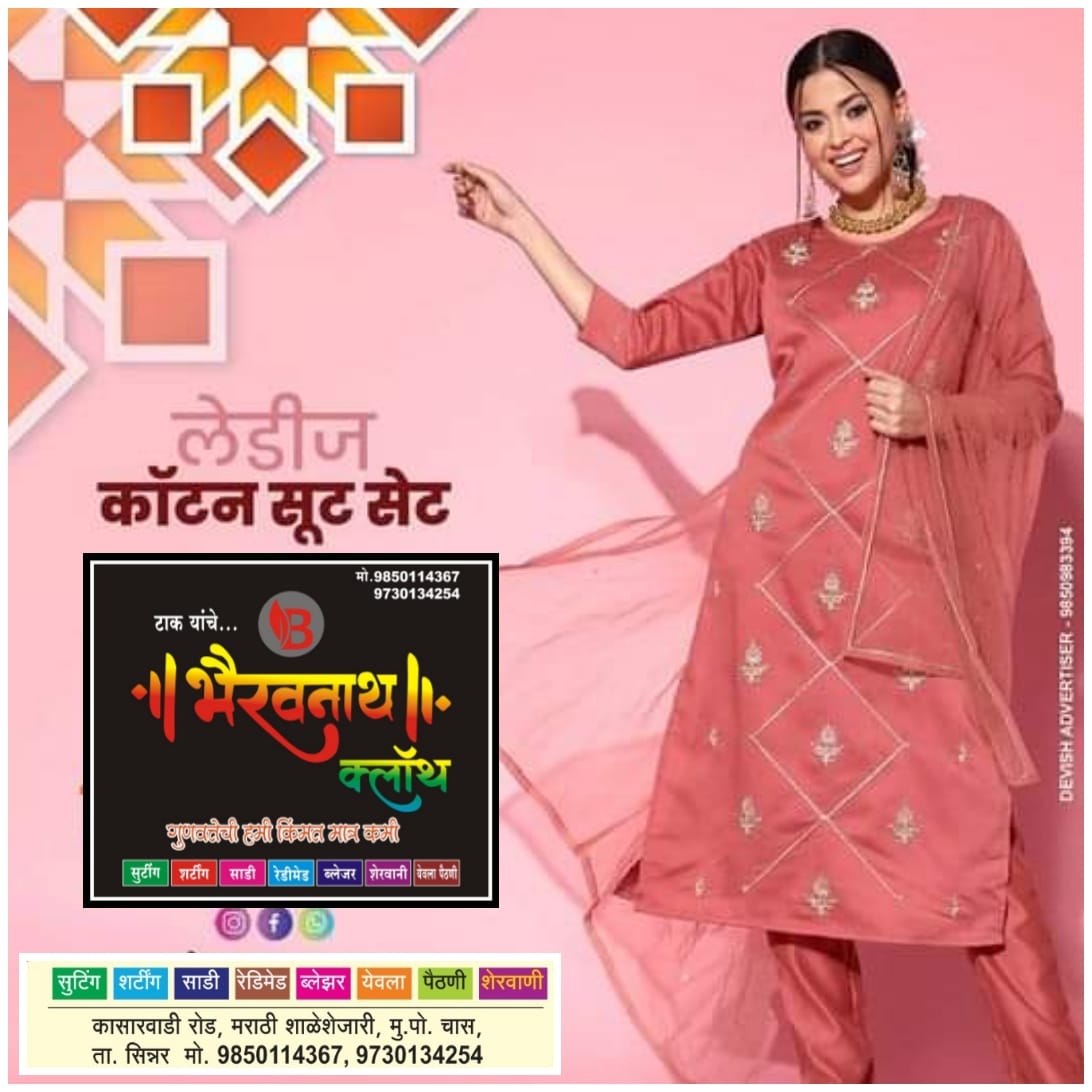 लेडीज
कॉटन सूट सेट
मो.9850114367
9730134254
टाक यांचे...
B
भैरवनाथ
क्लॉथ
गुणवत्तेची हमी किंमत मात्र कमी
सुटींग शर्टींग साडी रेडीमेड ब्लेजर शेरवानी येवला पैठणी
सुटिंग शर्टींग साडी रेडिमेड ब्लेझर येवला पैठणी शेरवाणी
कासारवाडी रोड, मराठी शाळेशेजारी, मु.पो. चास,
ता. सिन्नर मो. 9850114367, 9730134254
DEVISH ADVERTISER - 9850983394